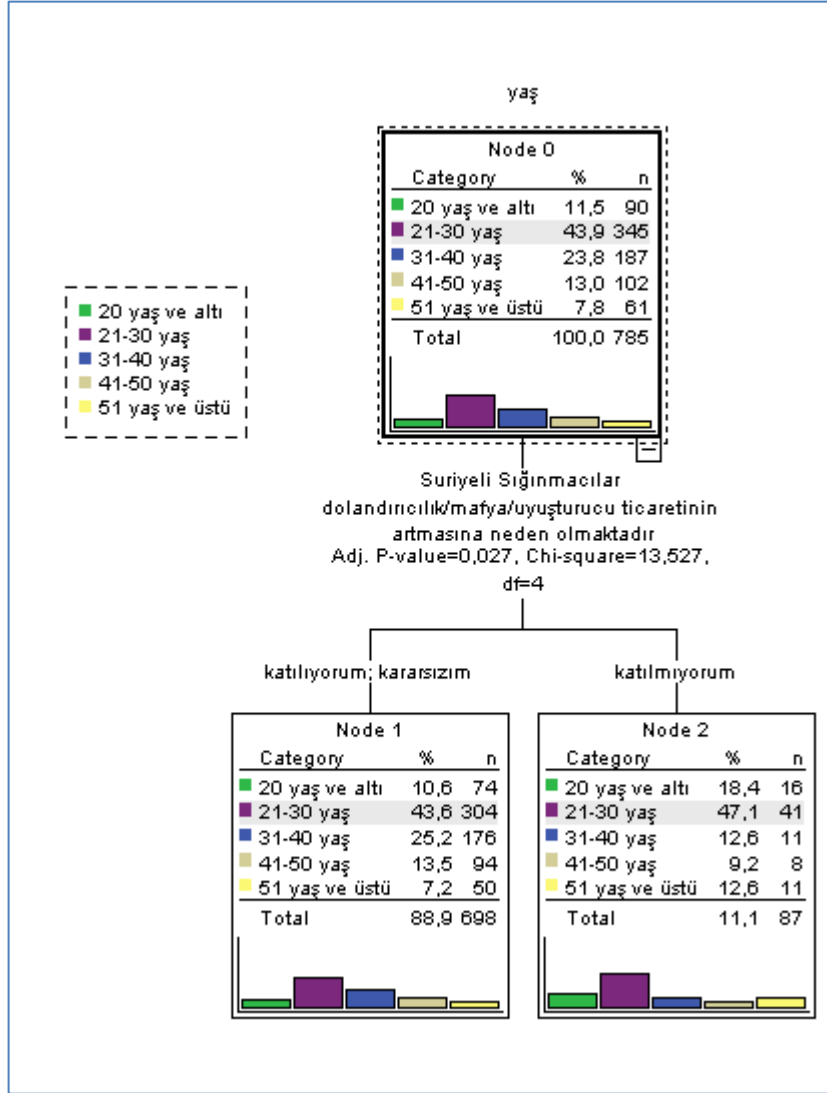 yaş
Node 0
Category % n
20 yaş ve altı 11,5 90
21-30 yaş 43,9 345
31-40 yaş 23,8 187
41-50 yaş 13,0 102
51 yaş ve üstü 7,8 61
Total 100,0 785
20 yaş ve altı
21-30 yaş
31-40 yaş
41-50 yaş
51 yaş ve üstü
Suriyeli Sığınmacılar
dolandırıcılık/mafya/uyuşturucu ticaretinin
artmasına neden olmaktadır
Adj. P-value=0,027, Chi-square=13,527,
df=4
katılıyorum; kararsızım
katılmıyorum
Node 1
Category % n
20 yaş ve altı 10,6 74
21-30 yaş 43,6 304
31-40 yaş 25,2 176
41-50 yaş 13,5 94
51 yaş ve üstü 7,2 50
Total 88,9 698
Node 2
Category % n
20 yaş ve altı 18,4 16
21-30 yaş 47,1 41
31-40 yaş 12,6 11
41-50 yaş 9,2 8
51 yaş ve üstü 12,6 11
Total 11,1 87